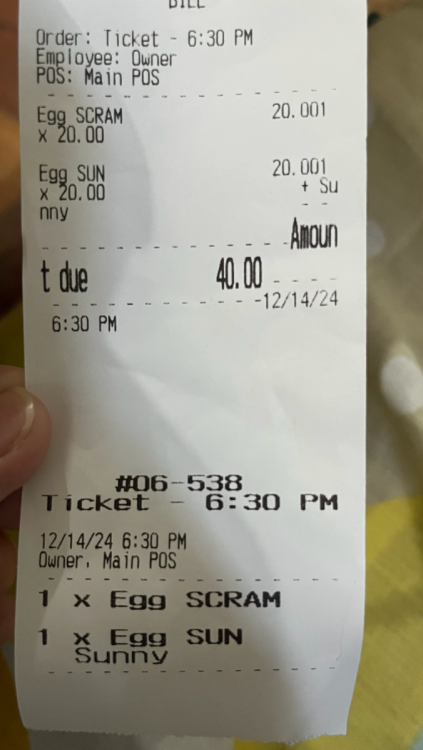 BILL
Order: Ticket - 6:30 PM
Employee: Owner
POS: Main POS
Egg SCRAM 20.001
x 20.00
Egg SUN 20.001
x 20.00 + Su
nny
Amoun
t due 40.00
-12/14/24
6:30 PM
#06-538
Ticket - 6:30 PM
12/14/24 6:30 PM
Owner, Main POS
1 x Egg SCRAM
1 x Egg SUN
Sunny